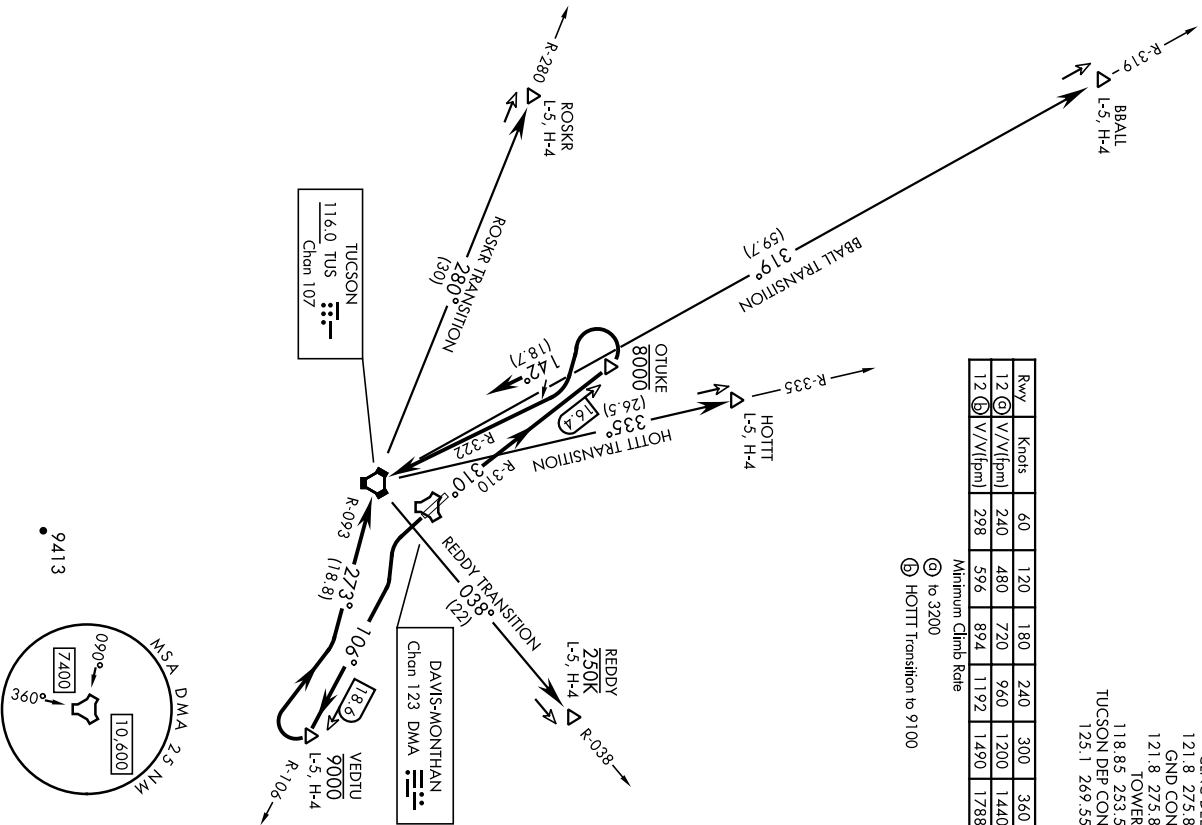 CLNC DEL
121.8 275.8
GND CON
121.8 275.8
TOWER
118.85 253.5
TUCSON DEP CON
125.1 269.55
Rwy Knots 60 120 180 240 300 360
12 ⓐ V/V(fpm) 240 480 720 960 1200 1440
12 ⓑ V/V(fpm) 298 596 894 1192 1490 1788
Minimum Climb Rate
ⓐ to 3200
ⓑ HOTTT Transition to 9100
R-319
BBALL
L-5, H-4
BBALL TRANSITION
319°
(59.7)
R-280
ROSKR
L-5, H-4
ROSKR TRANSITION
280°
(30)
R-335
HOTTT
L-5, H-4
HOTTT TRANSITION
335°
(26.5)
OTUKE
8000
16.4
142°
(18.7)
R-322
R-310
310°
TUCSON
116.0 TUS
Chan 107
REDDY
250K
L-5, H-4
R-038
REDDY TRANSITION
038°
(22)
DAVIS-MONTHAN
Chan 123 DMA
R-093
273°
(18.8)
106°
18.6
VEDTU
9000
L-5, H-4
R-106
9413
MSA DMA 25 NM
090°
360°
7400
10,600